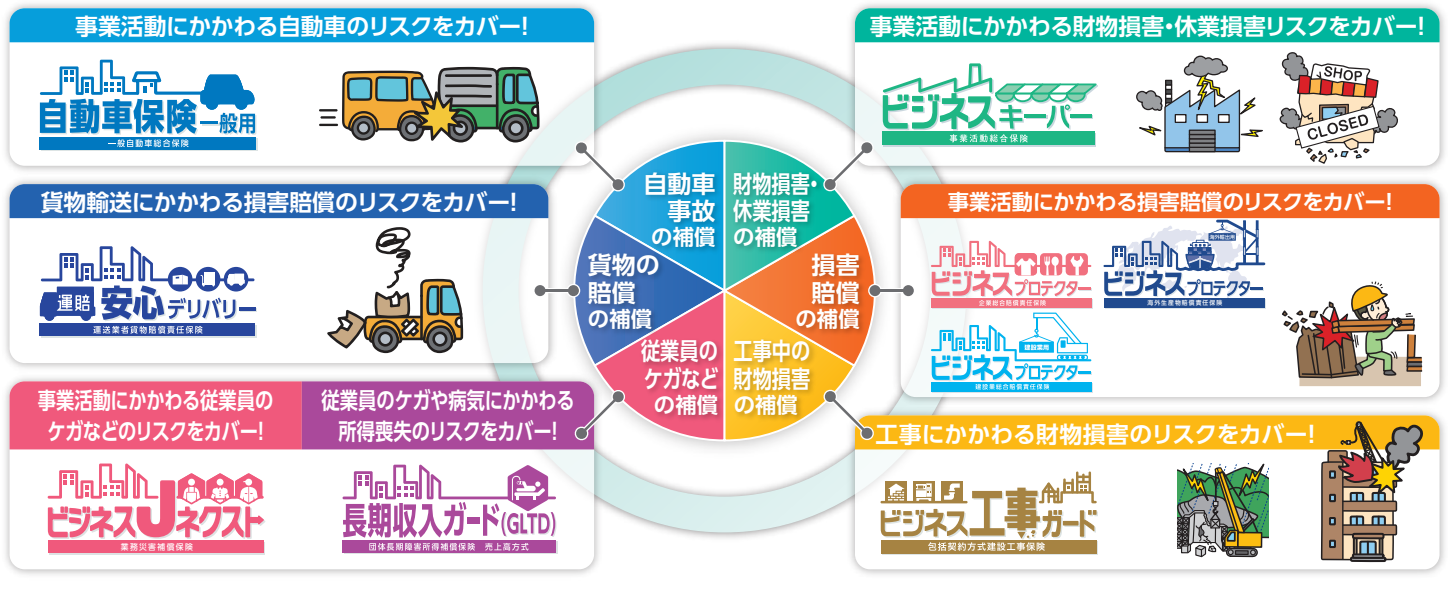 事業活動にかかわる自動車のリスクをカバー!
自動車保険 一般用
一般自動車総合保険
貨物輸送にかかわる損害賠償のリスクをカバー!
運賠 安心デリバリー
運送業者貨物賠償責任保険
事業活動にかかわる従業員の
ケガなどのリスクをカバー!
ビジネスJネクスト
業務災害補償保険
従業員のケガや病気にかかわる
所得喪失のリスクをカバー!
長期収入ガード(GLTD)
団体長期障害所得補償保険 売上高方式
自動車
事故
の補償
財物損害・
休業損害
の補償
貨物の
賠償
の補償
損害
賠償
の補償
従業員の
ケガなど
の補償
工事中の
財物損害
の補償
事業活動にかかわる財物損害・休業損害リスクをカバー!
ビジネスキーパー
事業活動総合保険
SHOP
CLOSED
事業活動にかかわる損害賠償のリスクをカバー!
ビジネスプロテクター
企業総合賠償責任保険
海外輸出用
ビジネスプロテクター
海外生産物賠償責任保険
建設業用
ビジネスプロテクター
建設業総合賠償責任保険
工事にかかわる財物損害のリスクをカバー!
ビジネス工事ガード
包括契約方式建設工事保険